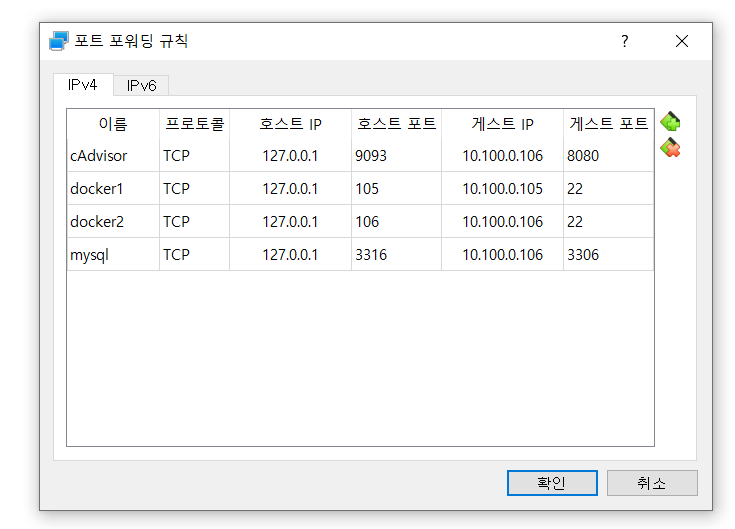 포트 포워딩 규칙 ?
IPv4 IPv6
이름 프로토콜 호스트 IP 호스트 포트 게스트 IP 게스트 포트
cAdvisor TCP 127.0.0.1 9093 10.100.0.106 8080
docker1 TCP 127.0.0.1 105 10.100.0.105 22
docker2 TCP 127.0.0.1 106 10.100.0.106 22
mysql TCP 127.0.0.1 3316 10.100.0.106 3306
확인 취소